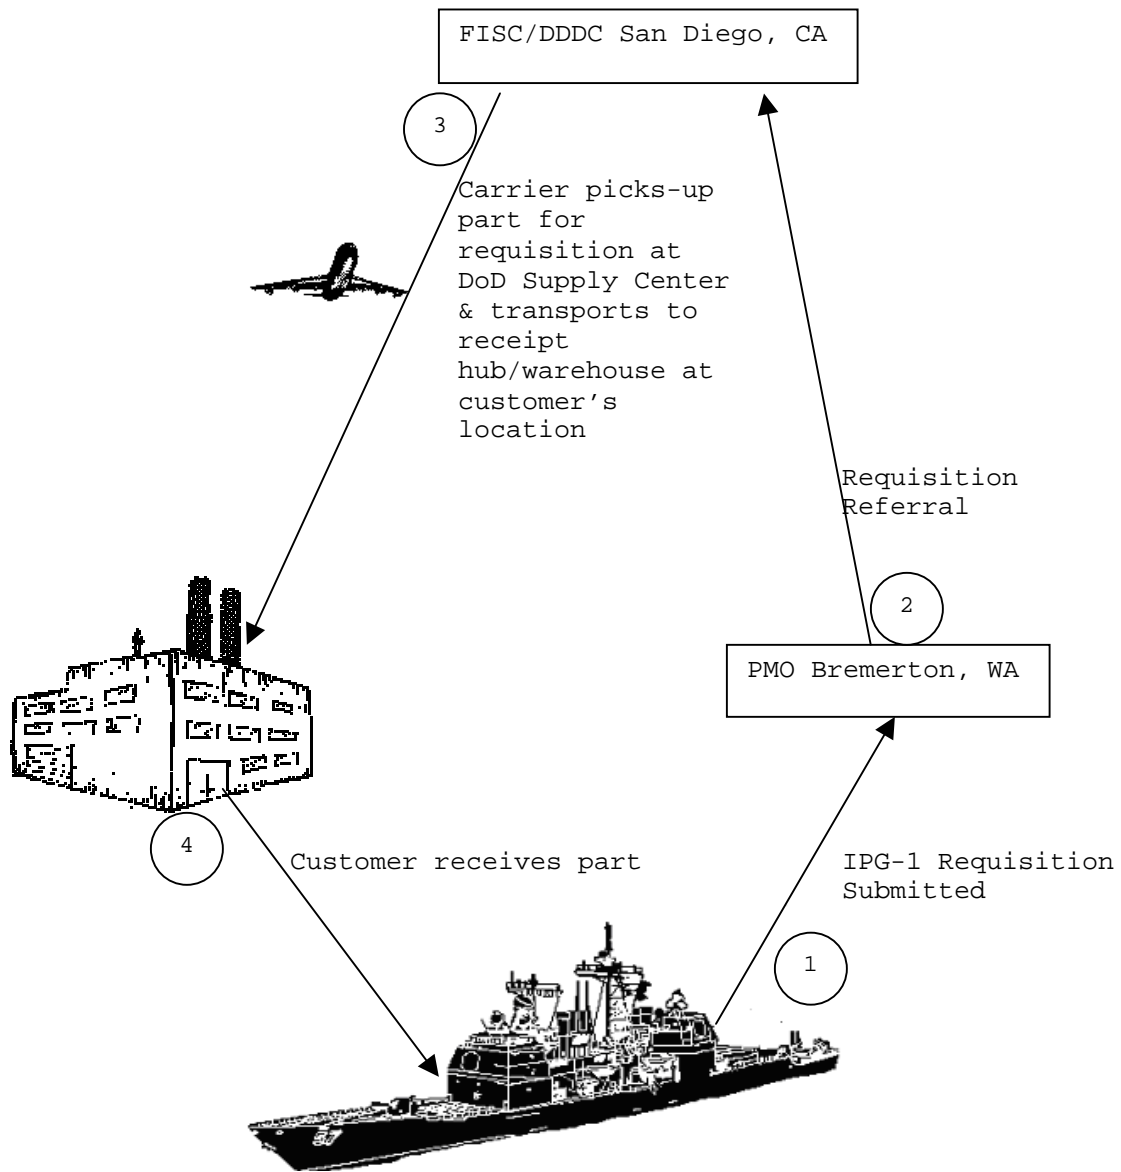 FISC/DDDC San Diego, CA
3
Carrier picks-up
part for
requisition at
DoD Supply Center
& transports to
receipt
hub/warehouse at
customer’s
location
Requisition
Referral
2
PMO Bremerton, WA
4
Customer receives part
IPG-1 Requisition
Submitted
1